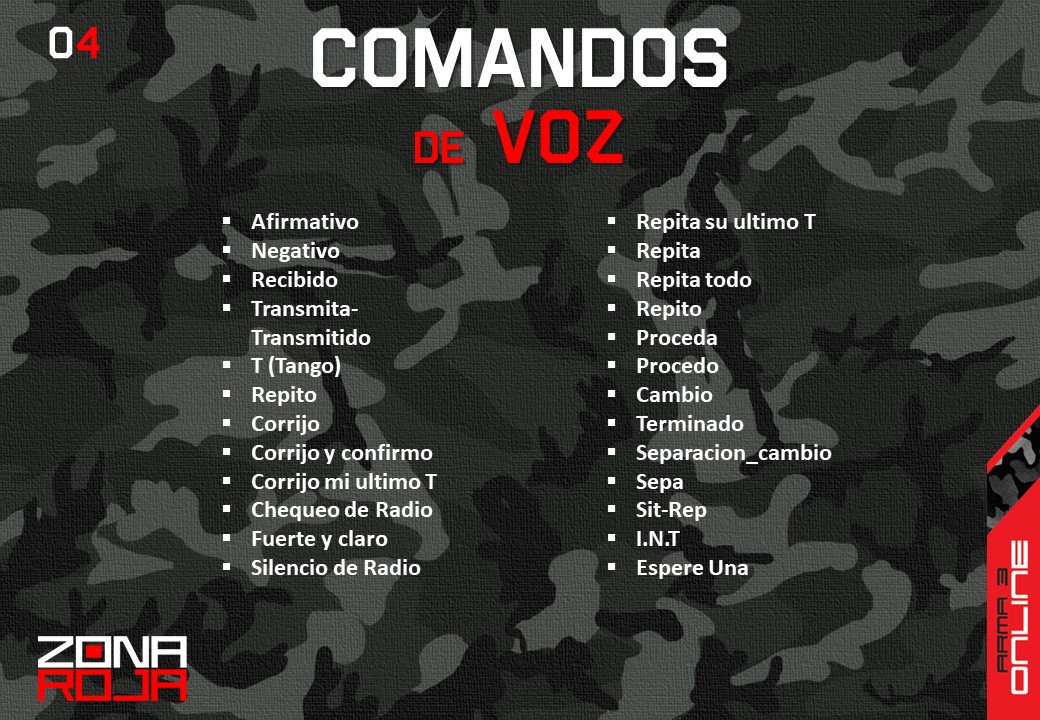 04
COMANDOS
DE VOZ
▪ Afirmativo
▪ Negativo
▪ Recibido
▪ Transmita-
Transmitido
▪ T (Tango)
▪ Repito
▪ Corrijo
▪ Corrijo y confirmo
▪ Corrijo mi ultimo T
▪ Chequeo de Radio
▪ Fuerte y claro
▪ Silencio de Radio
▪ Repita su ultimo T
▪ Repita
▪ Repita todo
▪ Repito
▪ Proceda
▪ Procedo
▪ Cambio
▪ Terminado
▪ Separacion_cambio
▪ Sepa
▪ Sit-Rep
▪ I.N.T
▪ Espere Una
ZONA
ROJA
ARMA 3
ONLINE